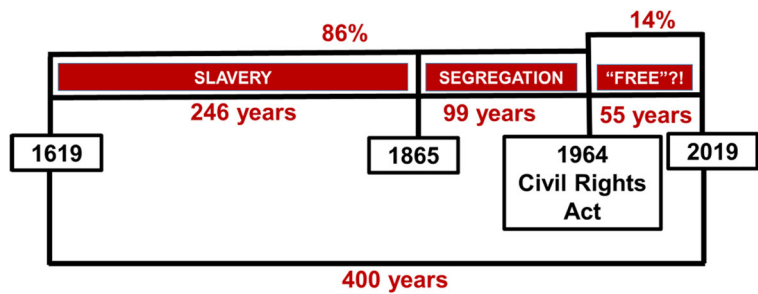 86%
14%
SLAVERY
SEGREGATION
“FREE”?!
246 years
99 years
55 years
1619
1865
1964
Civil Rights
Act
2019
400 years